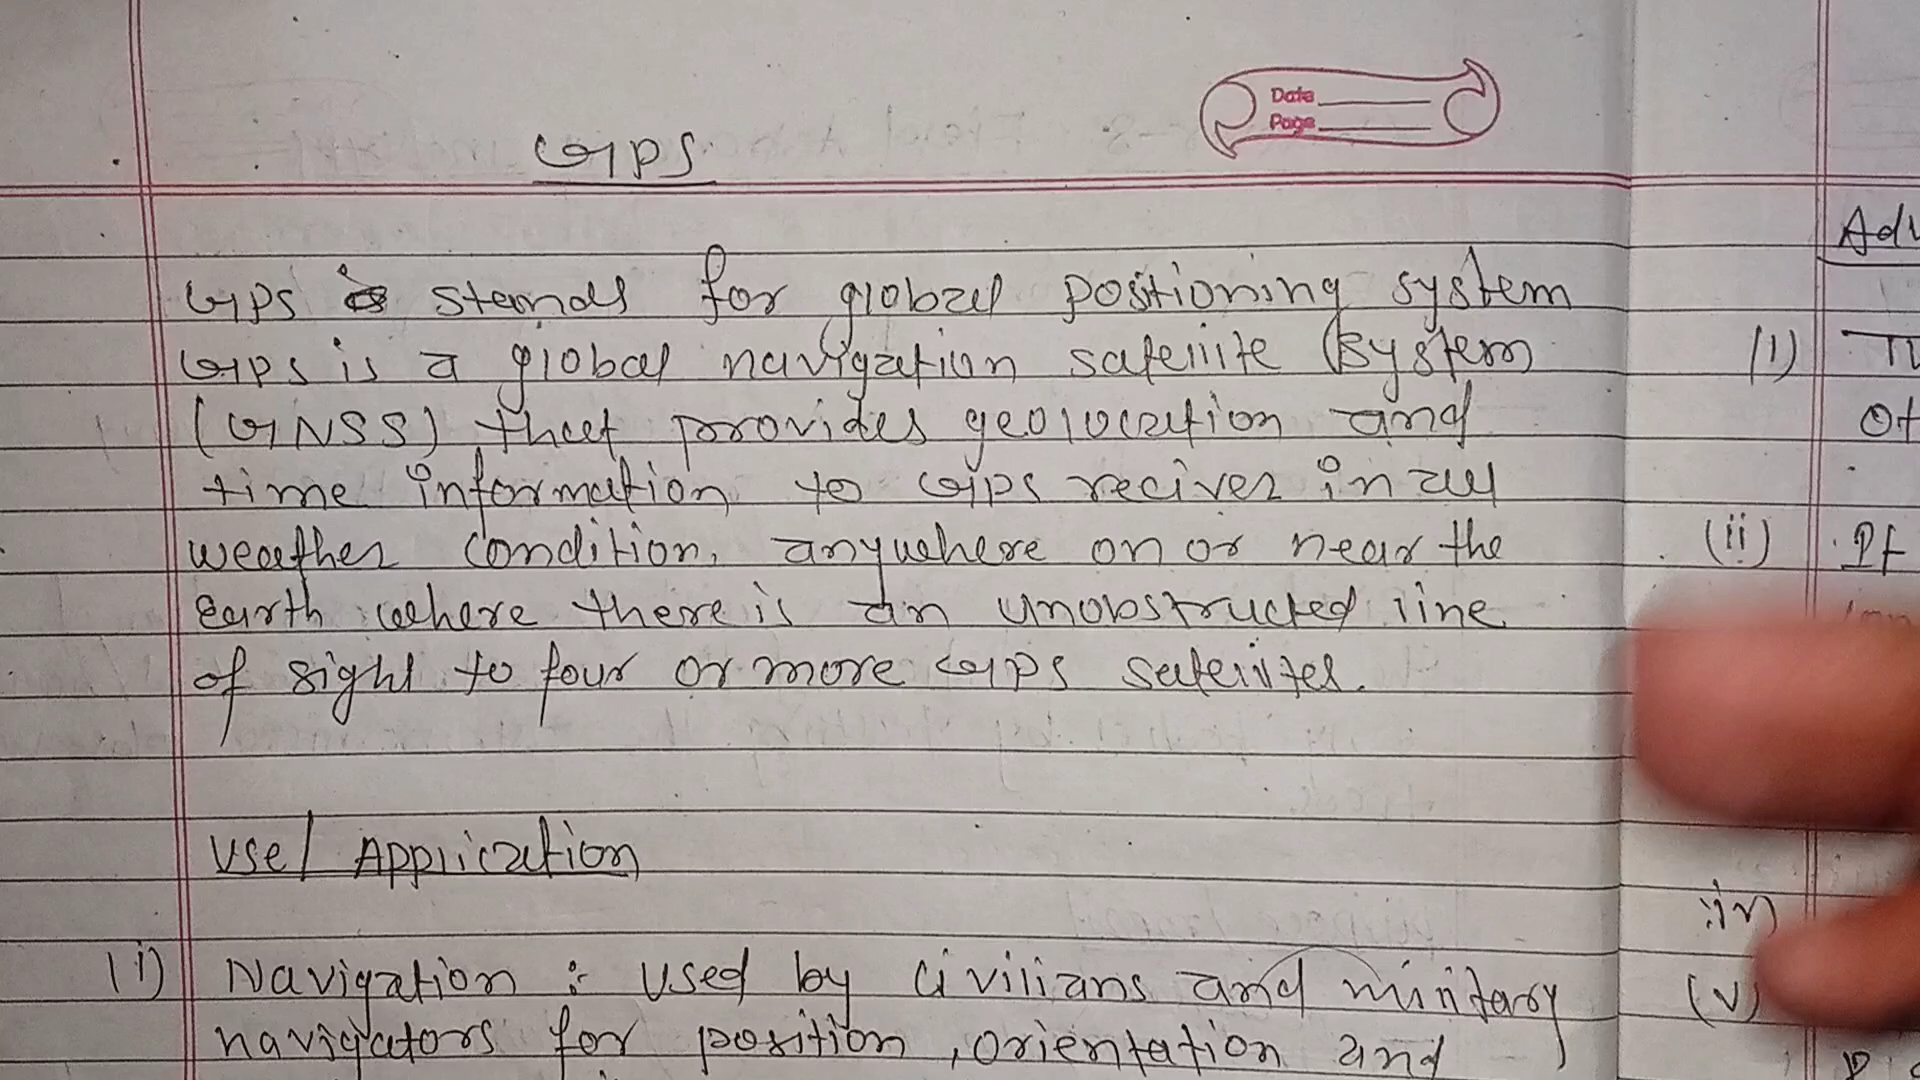 Date
Page
GPS
GPS stands for global positioning system
GPS is a global navigation satellite (system
(GNSS) that provides geolocation and
time information to GPS reciver in all
weather condition, anywhere on or near the
Earth where there is an unobstructed line
of sight to four or more GPS satellites.
Use/ Application
(i) Navigation : Used by civilians and military
navigators for position, orientation and
Adv
(i)
Of
(ii) If
(v)